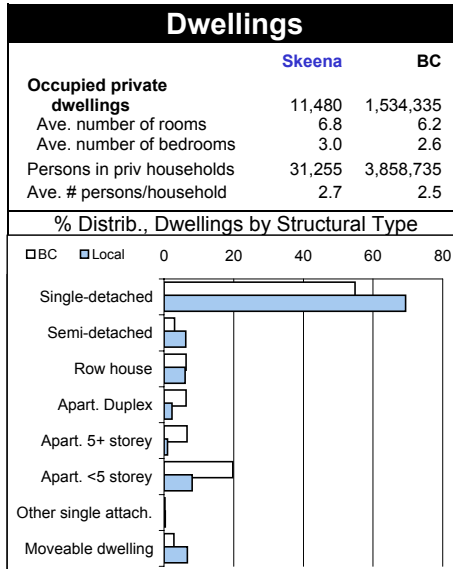 Dwellings
Skeena BC
Occupied private
dwellings 11,480 1,534,335
Ave. number of rooms 6.8 6.2
Ave. number of bedrooms 3.0 2.6
Persons in priv households 31,255 3,858,735
Ave. # persons/household 2.7 2.5
% Distrib., Dwellings by Structural Type
BC Local 0 20 40 60 80
Single-detached
Semi-detached
Row house
Apart. Duplex
Apart. 5+ storey
Apart. <5 storey
Other single attach.
Moveable dwelling